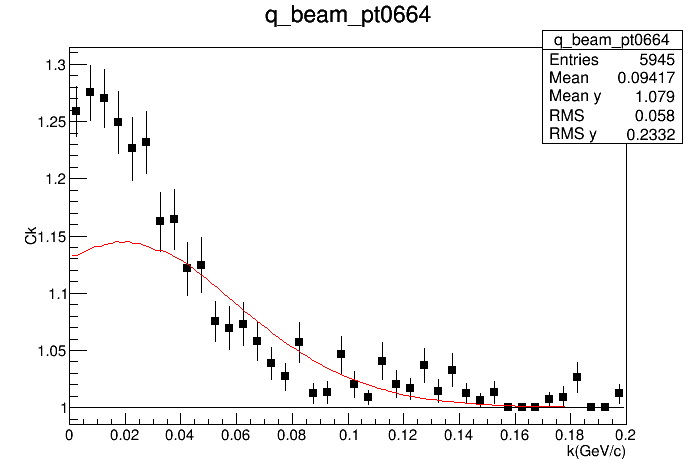 q_beam_pt0664
q_beam_pt0664
Entries 5945
Mean 0.09417
Mean y 1.079
RMS 0.058
RMS y 0.2332
1.3
1.25
1.2
Ck
1.15
1.1
1.05
1
0 0.02 0.04 0.06 0.08 0.1 0.12 0.14 0.16 0.18 0.2
k(GeV/c)